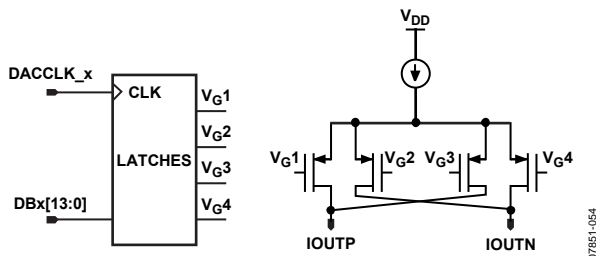 DACCLK_x
CLK
LATCHES
DBx[13:0]
VG1
VG2
VG3
VG4
VDD
VG1
VG2
VG3
VG4
IOUTP
IOUTN
07851-054